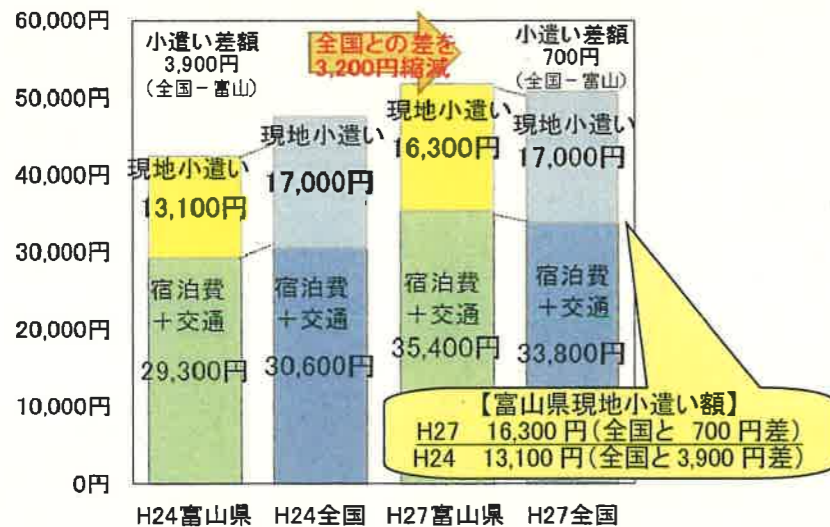 60,000円
50,000円
40,000円
30,000円
20,000円
10,000円
0円
小遣い差額
3,900円
(全国－富山)
全国との差を
3,200円縮減
小遣い差額
700円
(全国－富山)
現地小遣い
13,100円
宿泊費
＋交通
29,300円
現地小遣い
17,000円
宿泊費
＋交通
30,600円
現地小遣い
16,300円
宿泊費
＋交通
35,400円
現地小遣い
17,000円
宿泊費
＋交通
33,800円
【富山県現地小遣い額】
H27 16,300円(全国と 700円差)
H24 13,100円(全国と3,900円差)
H24富山県 H24全国 H27富山県 H27全国